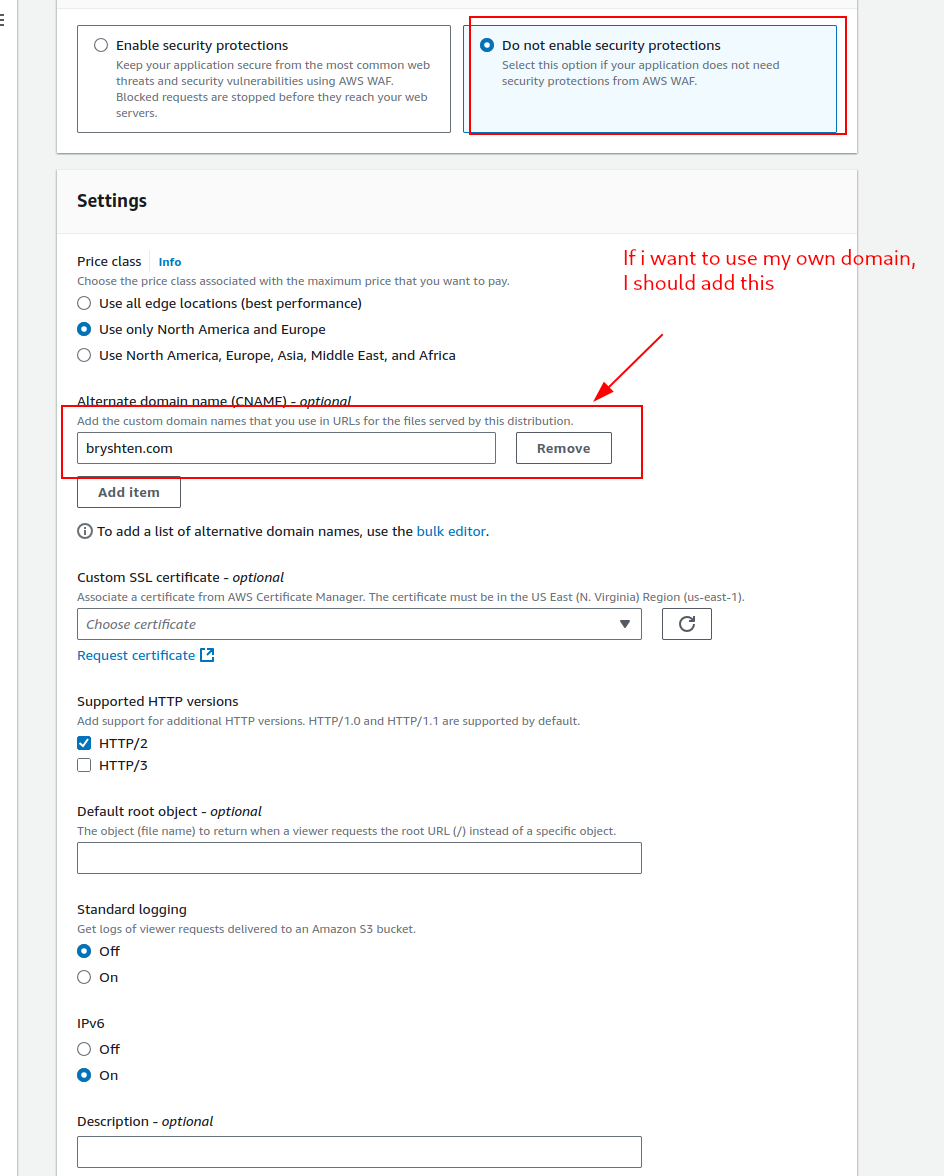 Enable security protections
Keep your application secure from the most common web
threats and security vulnerabilities using AWS WAF.
Blocked requests are stopped before they reach your web
servers.
Do not enable security protections
Select this option if your application does not need
security protections from AWS WAF.
Settings
Price class Info
Choose the price class associated with the maximum price that you want to pay.
Use all edge locations (best performance)
Use only North America and Europe
Use North America, Europe, Asia, Middle East, and Africa
If i want to use my own domain,
I should add this
Alternate domain name (CNAME) - optional
Add the custom domain names that you use in URLs for the files served by this distribution.
bryshten.com Remove
Add item
To add a list of alternative domain names, use the bulk editor.
Custom SSL certificate - optional
Associate a certificate from AWS Certificate Manager. The certificate must be in the US East (N. Virginia) Region (us-east-1).
Choose certificate
Request certificate
Supported HTTP versions
Add support for additional HTTP versions. HTTP/1.0 and HTTP/1.1 are supported by default.
HTTP/2
HTTP/3
Default root object - optional
The object (file name) to return when a viewer requests the root URL (/) instead of a specific object.
Standard logging
Get logs of viewer requests delivered to an Amazon S3 bucket.
Off
On
IPv6
Off
On
Description - optional